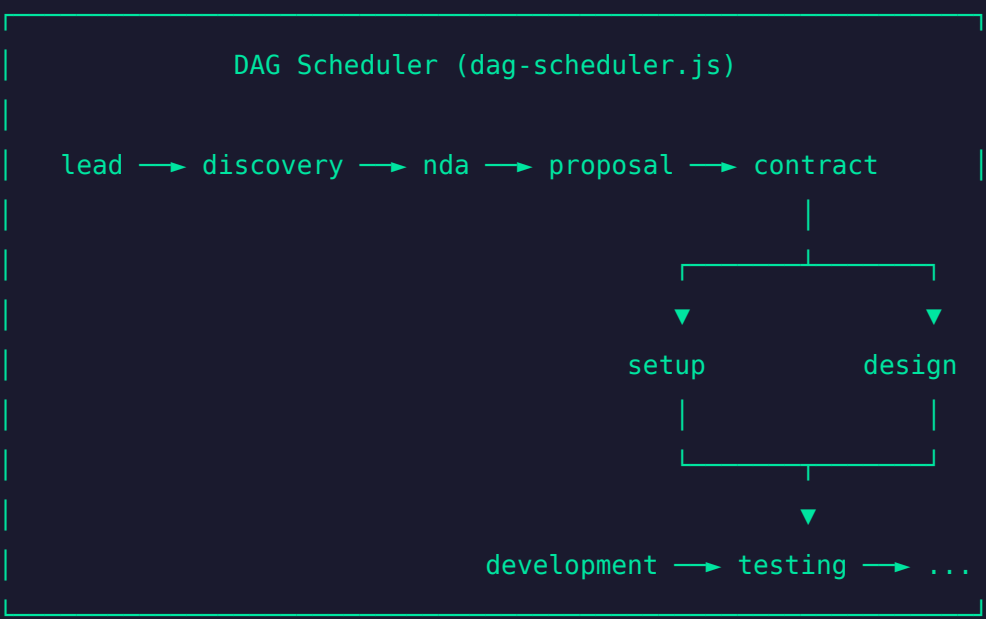 DAG Scheduler (dag-scheduler.js)
lead ──► discovery ──► nda ──► proposal ──► contract
setup design
development ──► testing ──► ...